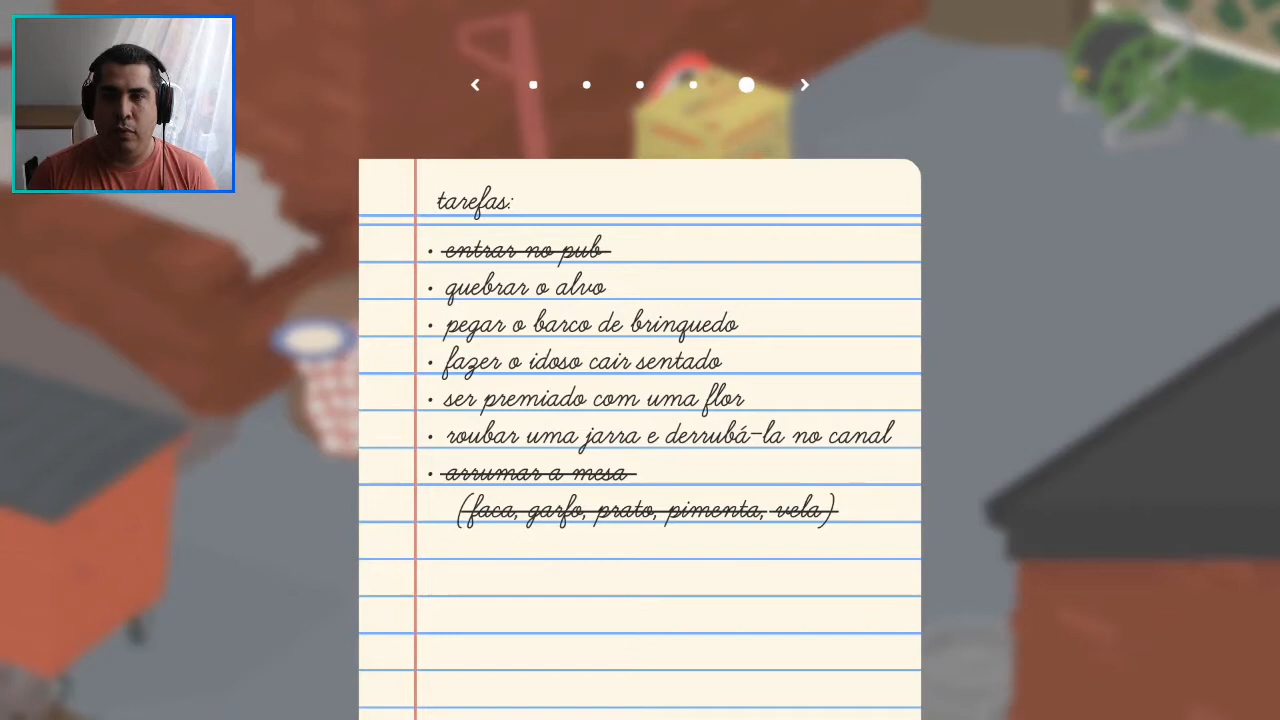 tarefas:
• entrar no pub
• quebrar o alvo
• pegar o barco de brinquedo
• fazer o idoso cair sentado
• ser premiado com uma flor
• roubar uma jarra e derrubá-la no canal
• arrumar a mesa
(faca, garfo, prato, pimenta, vela)